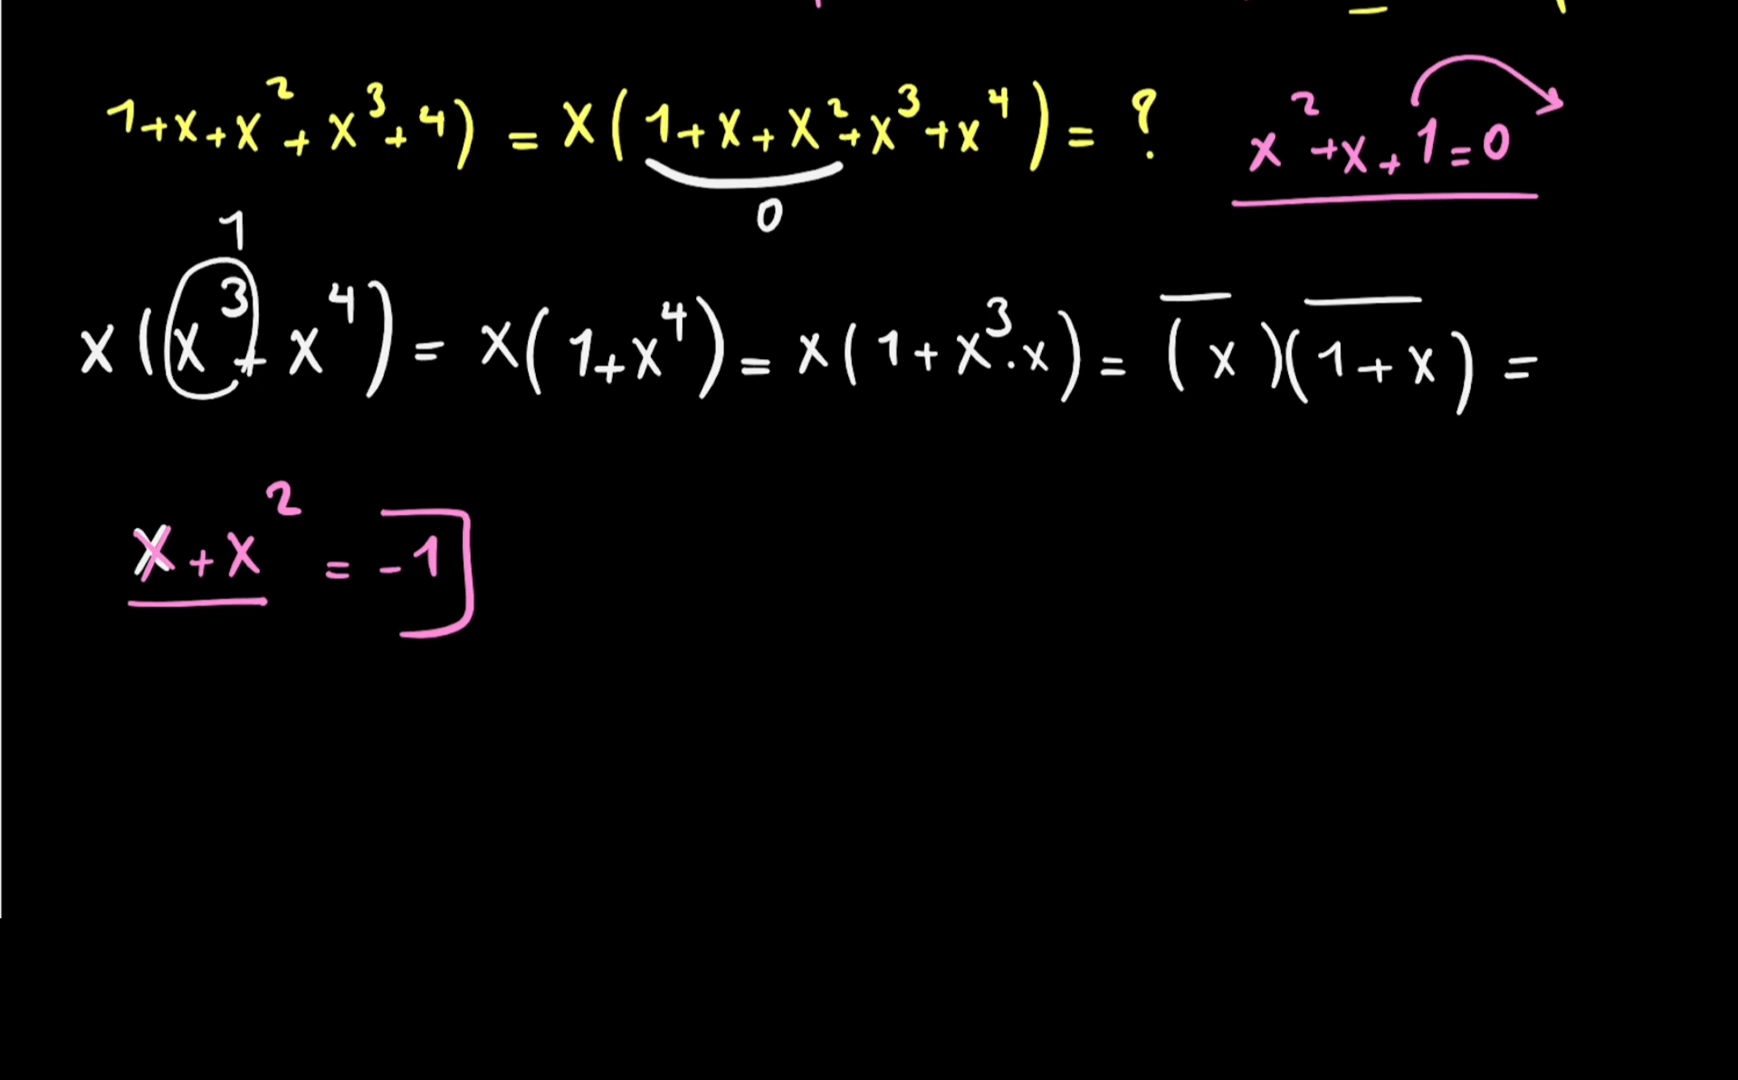 1+x+x²+x³+4) = x(1+x+x²+x³+x⁴) = ? x²+x+1=0
0
1
x(x³+x⁴) = x(1+x⁴) = x(1+x³·x) = (x)(1+x) =
x+x² = -1